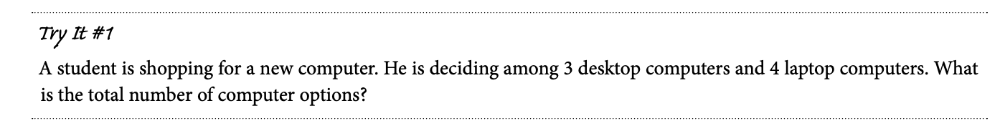 Try It #1
A student is shopping for a new computer. He is deciding among 3 desktop computers and 4 laptop computers. What
is the total number of computer options?